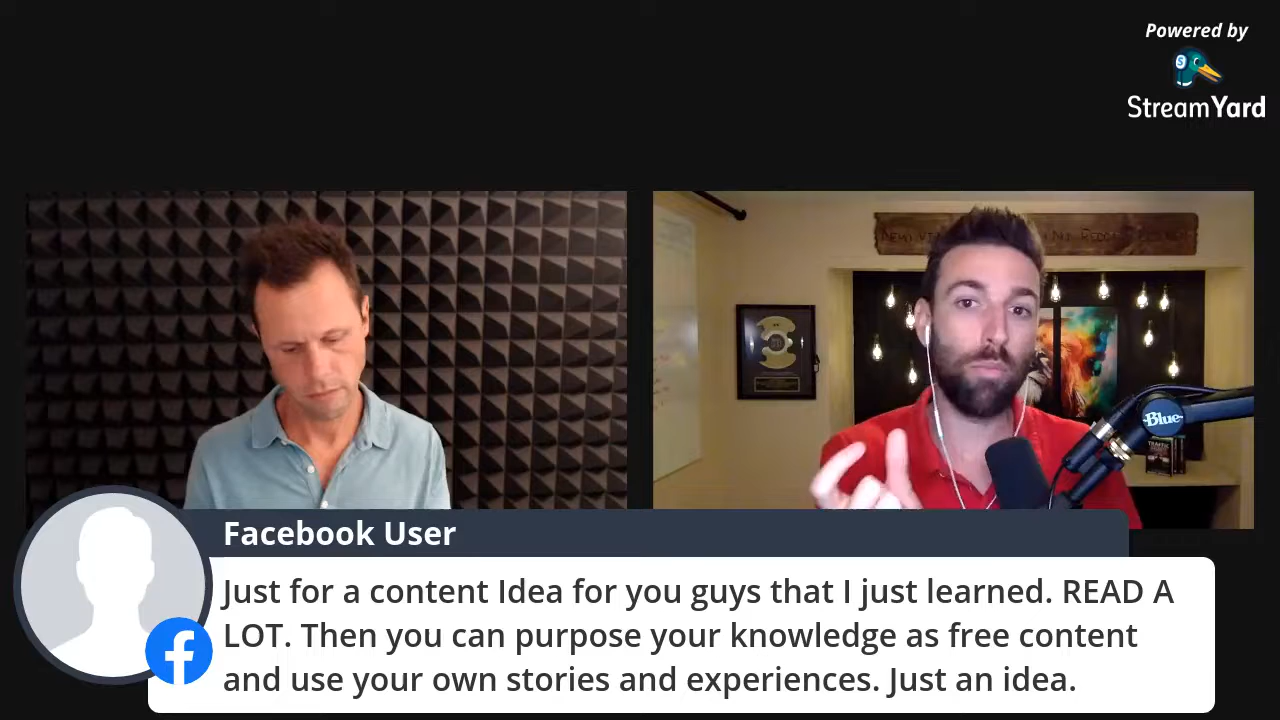 Powered by
StreamYard
Blue
TRAFFIC
Facebook User
Just for a content Idea for you guys that I just learned. READ A
LOT. Then you can purpose your knowledge as free content
and use your own stories and experiences. Just an idea.